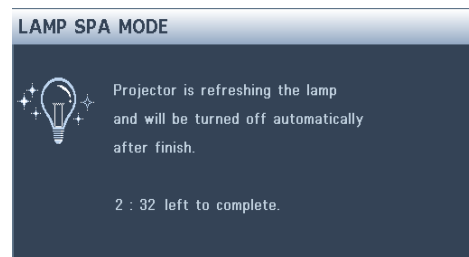 LAMP SPA MODE
Projector is refreshing the lamp
and will be turned off automatically
after finish.
2 : 32 left to complete.